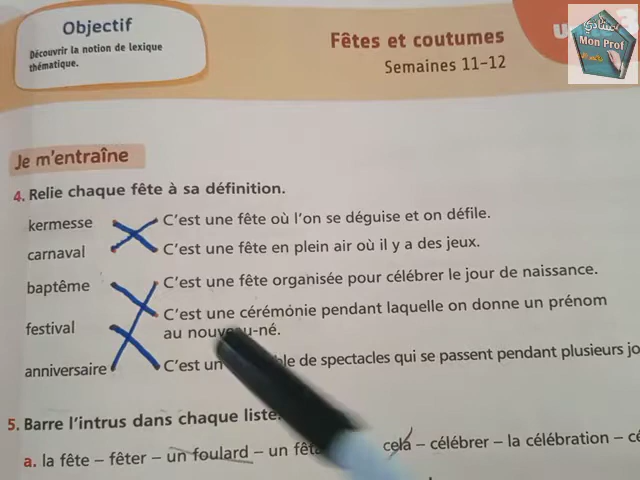 Objectif
Découvrir la notion de lexique
thématique.
Fêtes et coutumes
Semaines 11-12
Mon Prof
Je m'entraîne
4. Relie chaque fête à sa définition.
kermesse C'est une fête où l'on se déguise et on défile.
carnaval C'est une fête en plein air où il y a des jeux.
baptême C'est une fête organisée pour célébrer le jour de naissance.
C'est une cérémonie pendant laquelle on donne un prénom
festival au nouveau-né.
anniversaire C'est un de spectacles qui se passent pendant plusieurs
5. Barre l'intrus dans chaque liste.
a. la fête – fêter – un foulard – un cela – célébrer – la célébration –